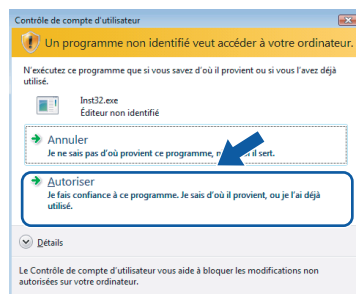 Contrôle de compte d'utilisateur
Un programme non identifié veut accéder à votre ordinateur.
N'exécutez ce programme que si vous savez d'où il provient ou si vous l'avez déjà
utilisé.
Inst32.exe
Éditeur non identifié
Annuler
Je ne sais pas d'où provient ce programme, il sert.
Autoriser
Je fais confiance à ce programme. Je sais d'où il provient, ou je l'ai déjà
utilisé.
Détails
Le Contrôle de compte d'utilisateur vous aide à bloquer les modifications non
autorisées sur votre ordinateur.